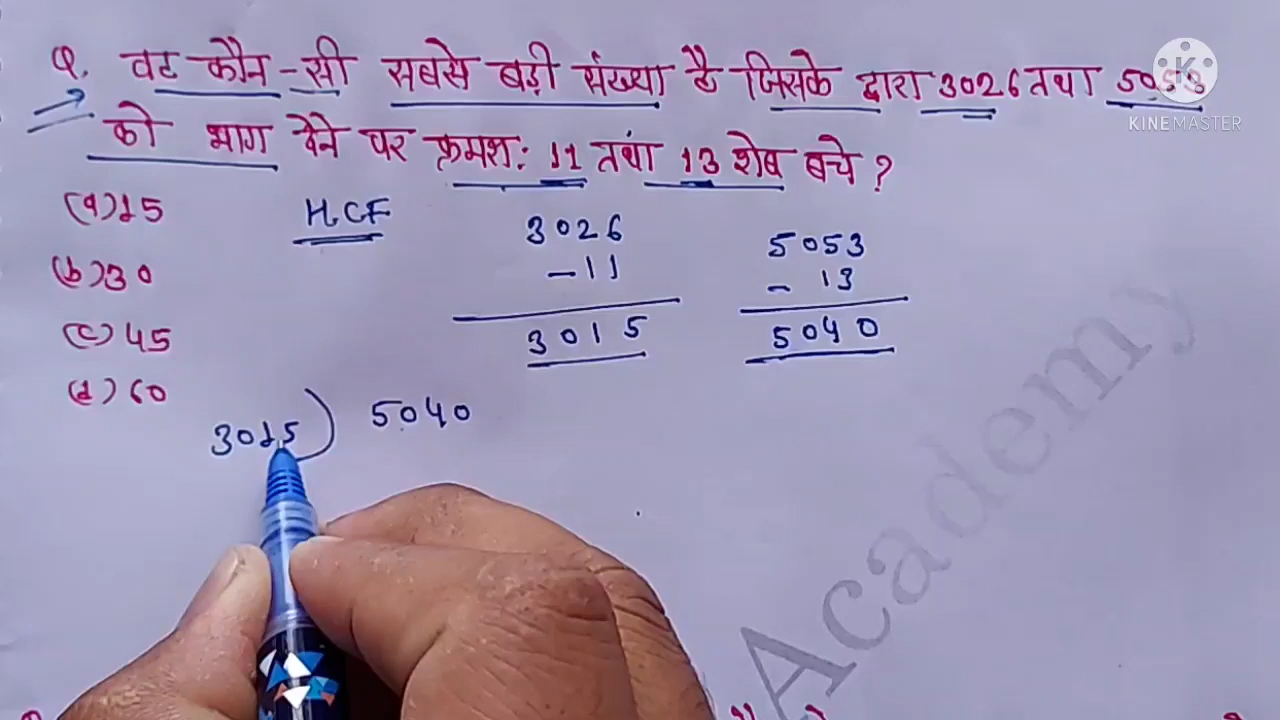 Q. वह कौन-सी सबसे बड़ी संख्या है जिसके द्वारा 3026 तथा 5053
को भाग देने पर क्रमश: 11 तथा 13 शेष बचे ?
(a) 15
(b) 30
(c) 45
(d) 60
HCF
3026
- 11
3015
5053
- 13
5040
3015 ) 5040
KINEMASTER
Academy